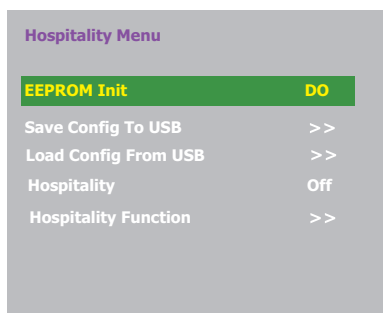 Hospitality Menu
EEPROM Init DO
Save Config To USB >>
Load Config From USB >>
Hospitality Off
Hospitality Function >>